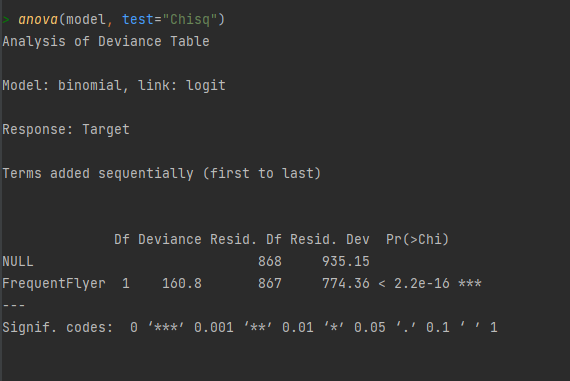 > anova(model, test="Chisq")
Analysis of Deviance Table

Model: binomial, link: logit

Response: Target

Terms added sequentially (first to last)


              Df Deviance Resid. Df Resid. Dev  Pr(>Chi)
NULL                            868     935.15
FrequentFlyer  1    160.8       867     774.36 < 2.2e-16 ***
---
Signif. codes:  0 ‘***’ 0.001 ‘**’ 0.01 ‘*’ 0.05 ‘.’ 0.1 ‘ ’ 1